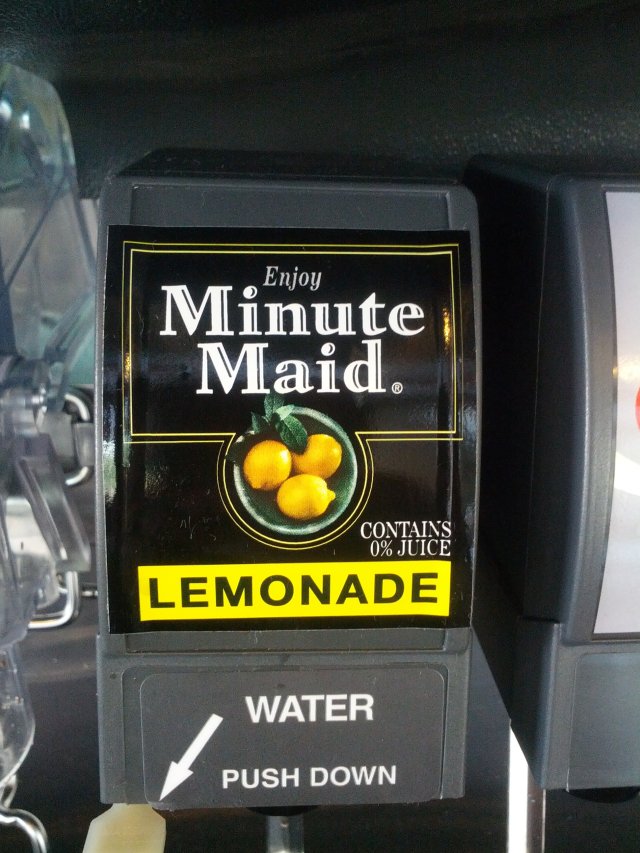 Enjoy
Minute
Maid®
CONTAINS
0% JUICE
LEMONADE
WATER
PUSH DOWN